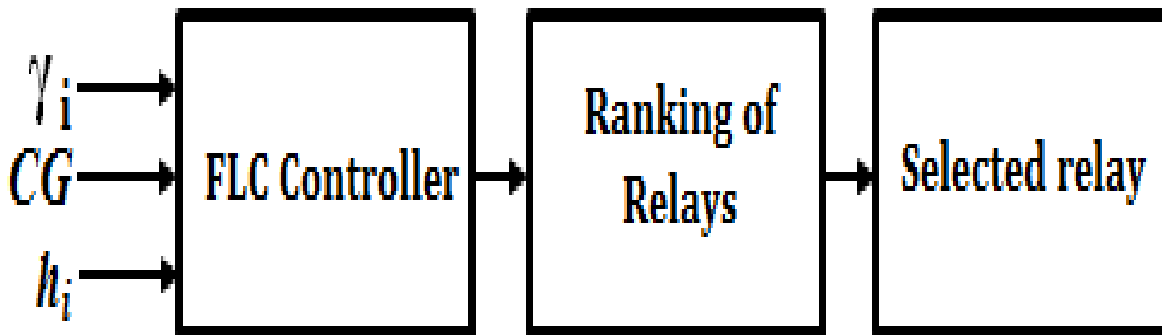 γi
CG
hi
FLC Controller
Ranking of
Relays
Selected relay